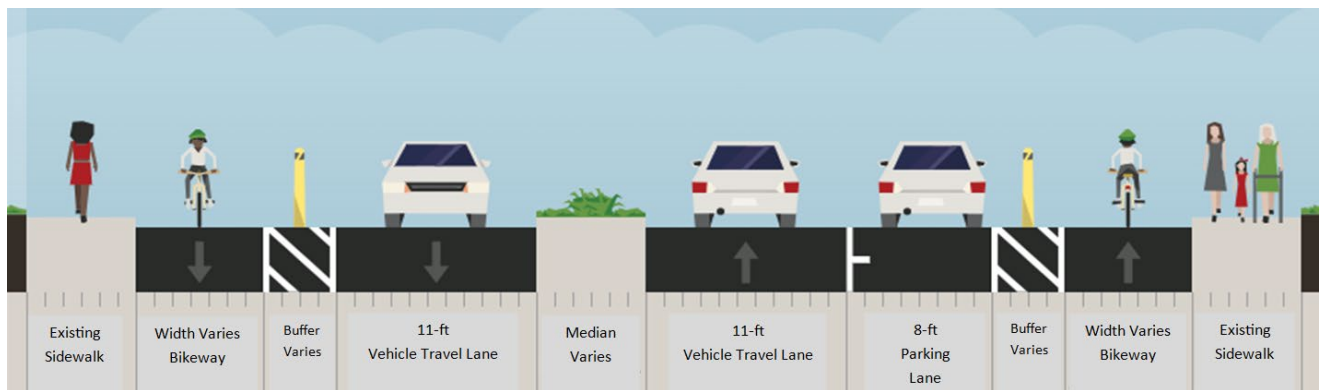 Existing
Sidewalk
Width Varies
Bikeway
Buffer
Varies
11-ft
Vehicle Travel Lane
Median
Varies
11-ft
Vehicle Travel Lane
8-ft
Parking
Lane
Buffer
Varies
Width Varies
Bikeway
Existing
Sidewalk